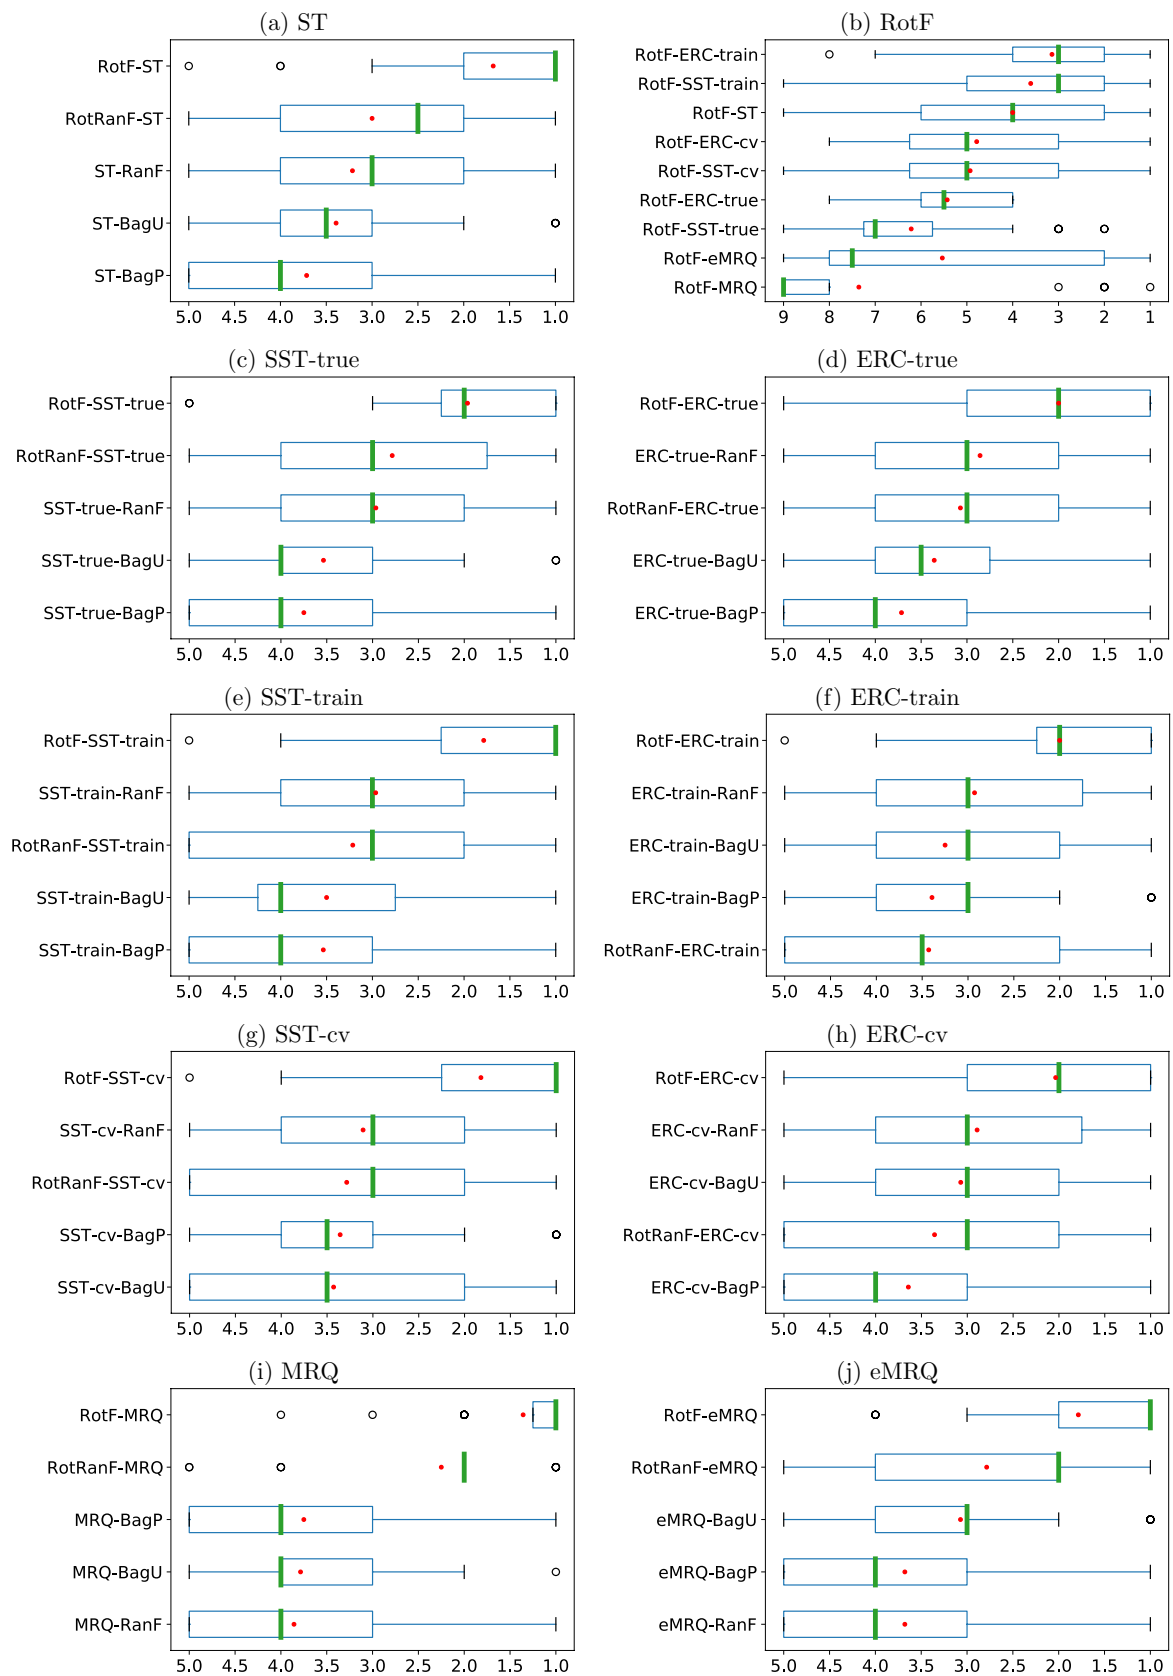 (a) ST
RotF-ST
RotRanF-ST
ST-RanF
ST-BagU
ST-BagP
5.0 4.5 4.0 3.5 3.0 2.5 2.0 1.5 1.0
(b) RotF
RotF-ERC-train
RotF-SST-train
RotF-ST
RotF-ERC-cv
RotF-SST-cv
RotF-ERC-true
RotF-SST-true
RotF-eMRQ
RotF-MRQ
9 8 7 6 5 4 3 2 1
(c) SST-true
RotF-SST-true
RotRanF-SST-true
SST-true-RanF
SST-true-BagU
SST-true-BagP
5.0 4.5 4.0 3.5 3.0 2.5 2.0 1.5 1.0
(d) ERC-true
RotF-ERC-true
ERC-true-RanF
RotRanF-ERC-true
ERC-true-BagU
ERC-true-BagP
5.0 4.5 4.0 3.5 3.0 2.5 2.0 1.5 1.0
(e) SST-train
RotF-SST-train
SST-train-RanF
RotRanF-SST-train
SST-train-BagU
SST-train-BagP
5.0 4.5 4.0 3.5 3.0 2.5 2.0 1.5 1.0
(f) ERC-train
RotF-ERC-train
ERC-train-RanF
ERC-train-BagU
ERC-train-BagP
RotRanF-ERC-train
5.0 4.5 4.0 3.5 3.0 2.5 2.0 1.5 1.0
(g) SST-cv
RotF-SST-cv
SST-cv-RanF
RotRanF-SST-cv
SST-cv-BagP
SST-cv-BagU
5.0 4.5 4.0 3.5 3.0 2.5 2.0 1.5 1.0
(h) ERC-cv
RotF-ERC-cv
ERC-cv-RanF
ERC-cv-BagU
RotRanF-ERC-cv
ERC-cv-BagP
5.0 4.5 4.0 3.5 3.0 2.5 2.0 1.5 1.0
(i) MRQ
RotF-MRQ
RotRanF-MRQ
MRQ-BagP
MRQ-BagU
MRQ-RanF
5.0 4.5 4.0 3.5 3.0 2.5 2.0 1.5 1.0
(j) eMRQ
RotF-eMRQ
RotRanF-eMRQ
eMRQ-BagU
eMRQ-BagP
eMRQ-RanF
5.0 4.5 4.0 3.5 3.0 2.5 2.0 1.5 1.0